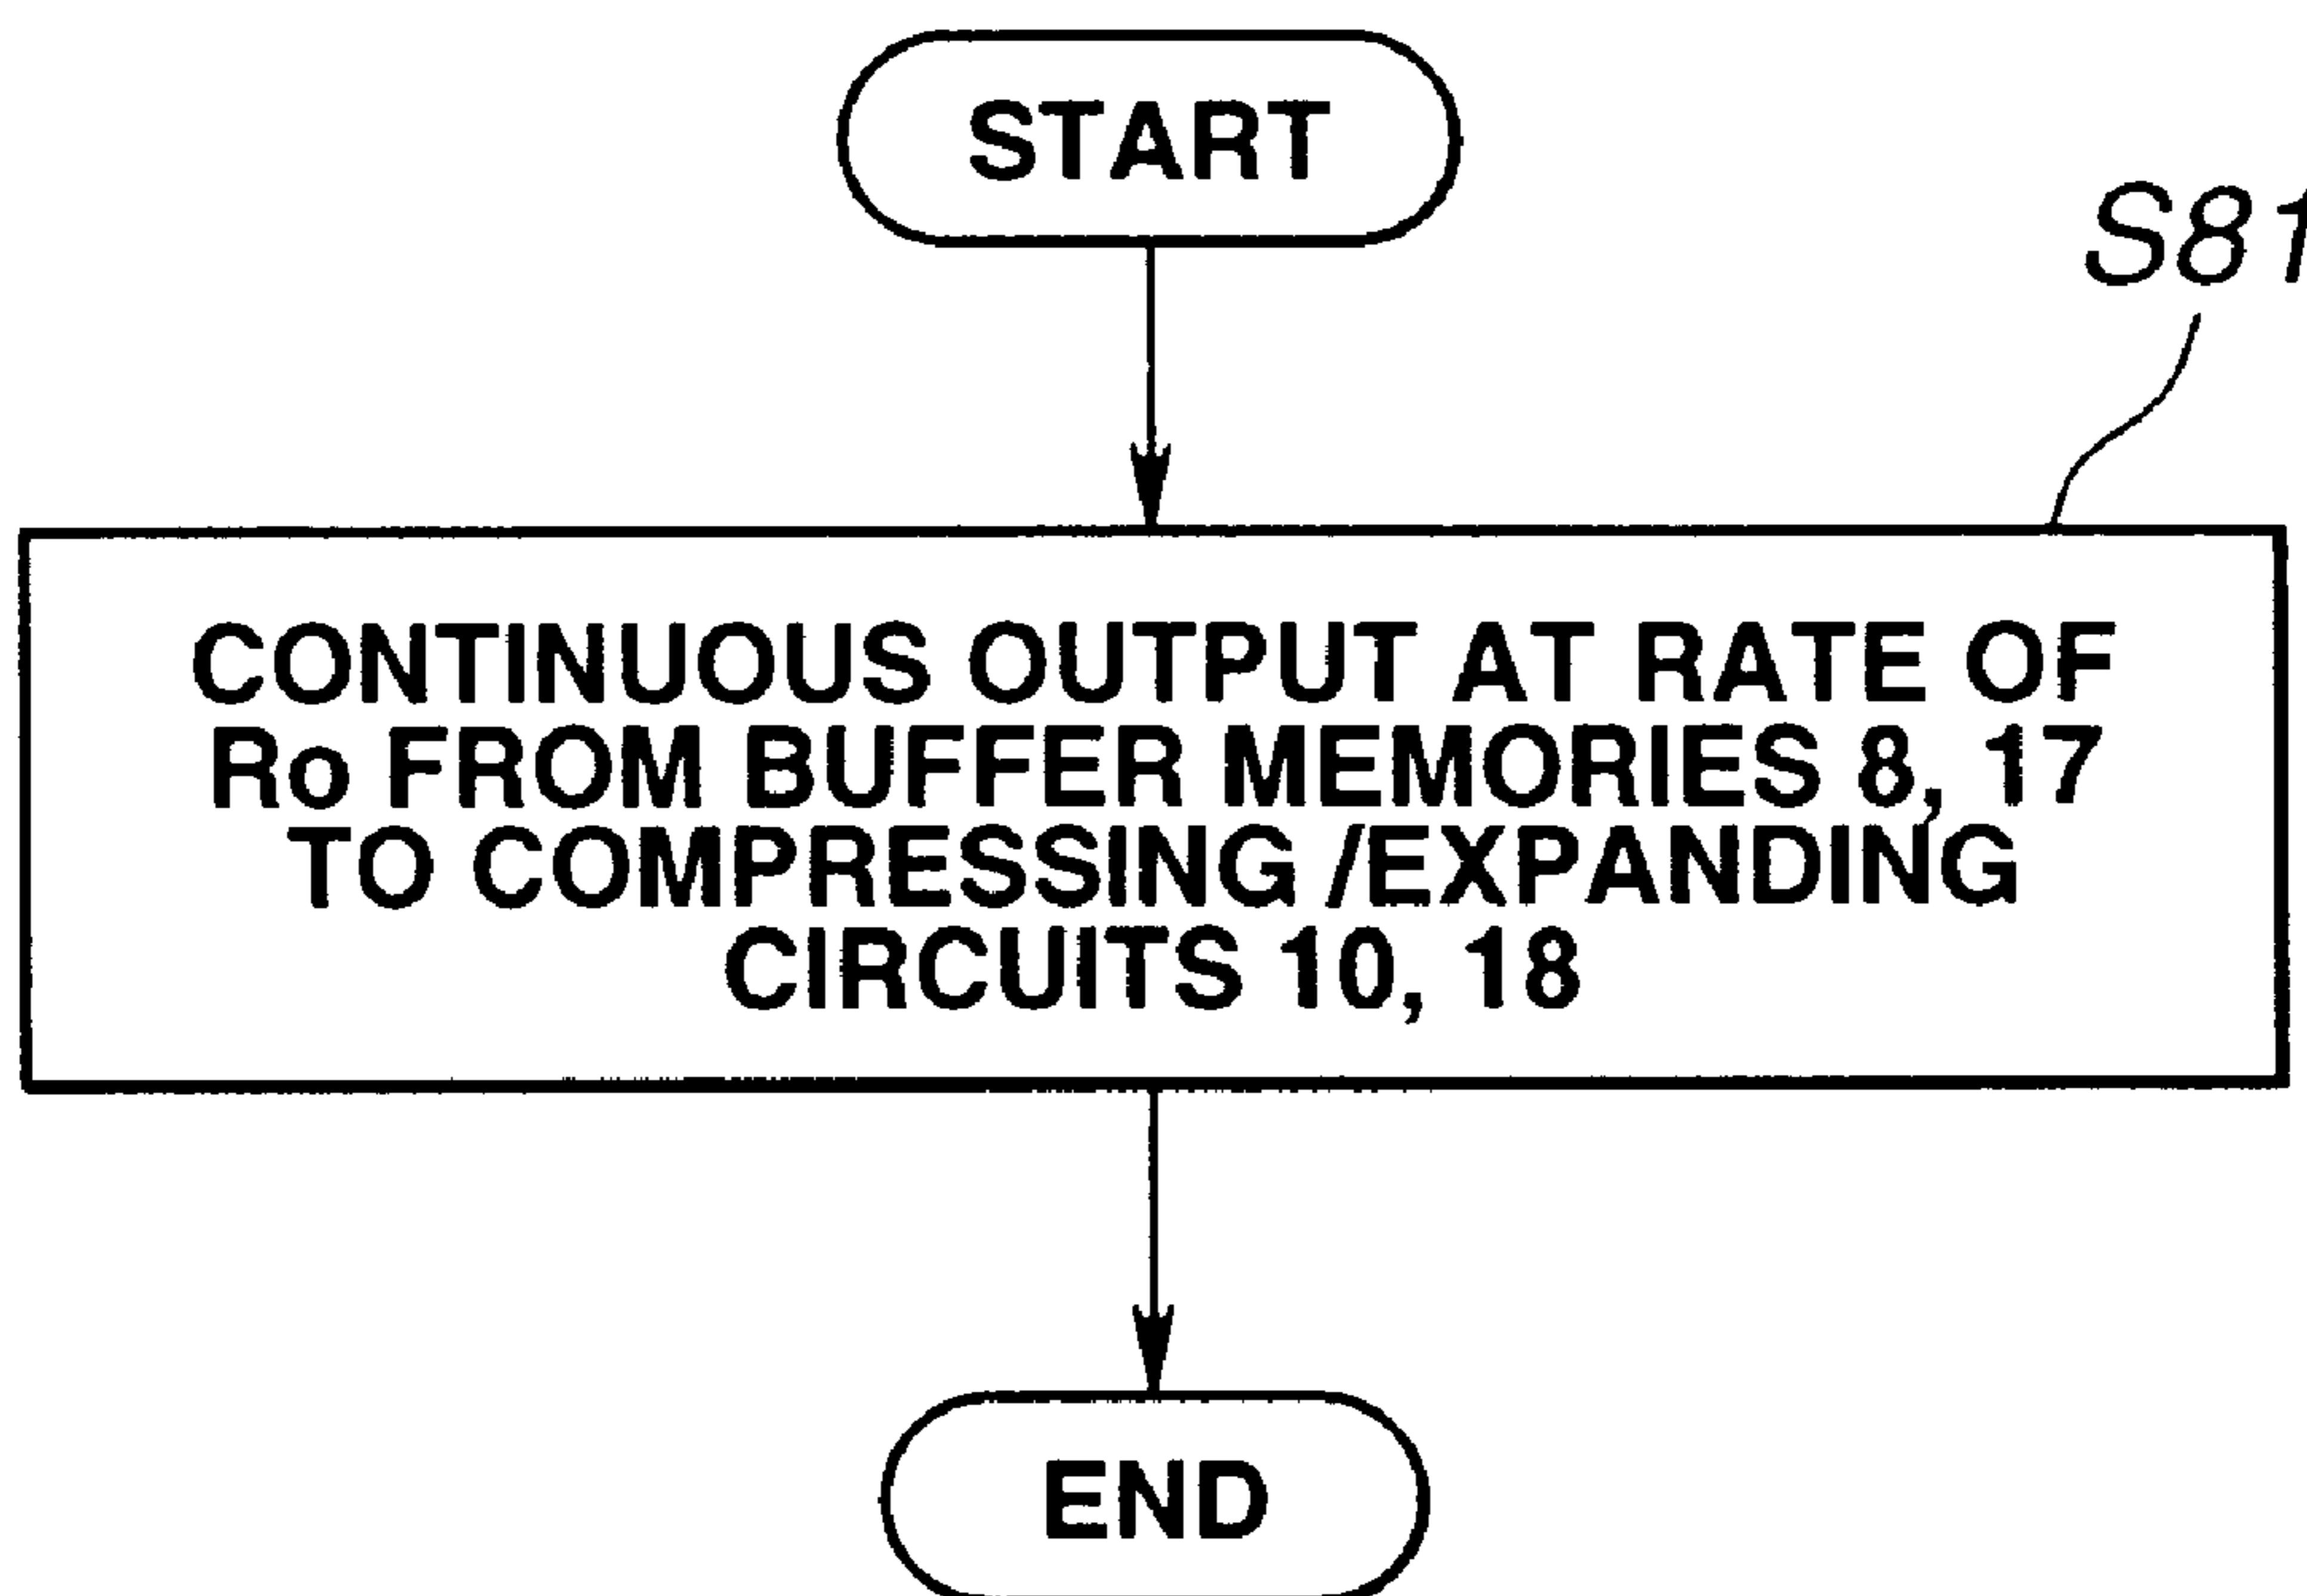 START
S81
CONTINUOUS OUTPUT AT RATE OF
Ro FROM BUFFER MEMORIES 8, 17
TO COMPRESSING /EXPANDING
CIRCUITS 10, 18
END